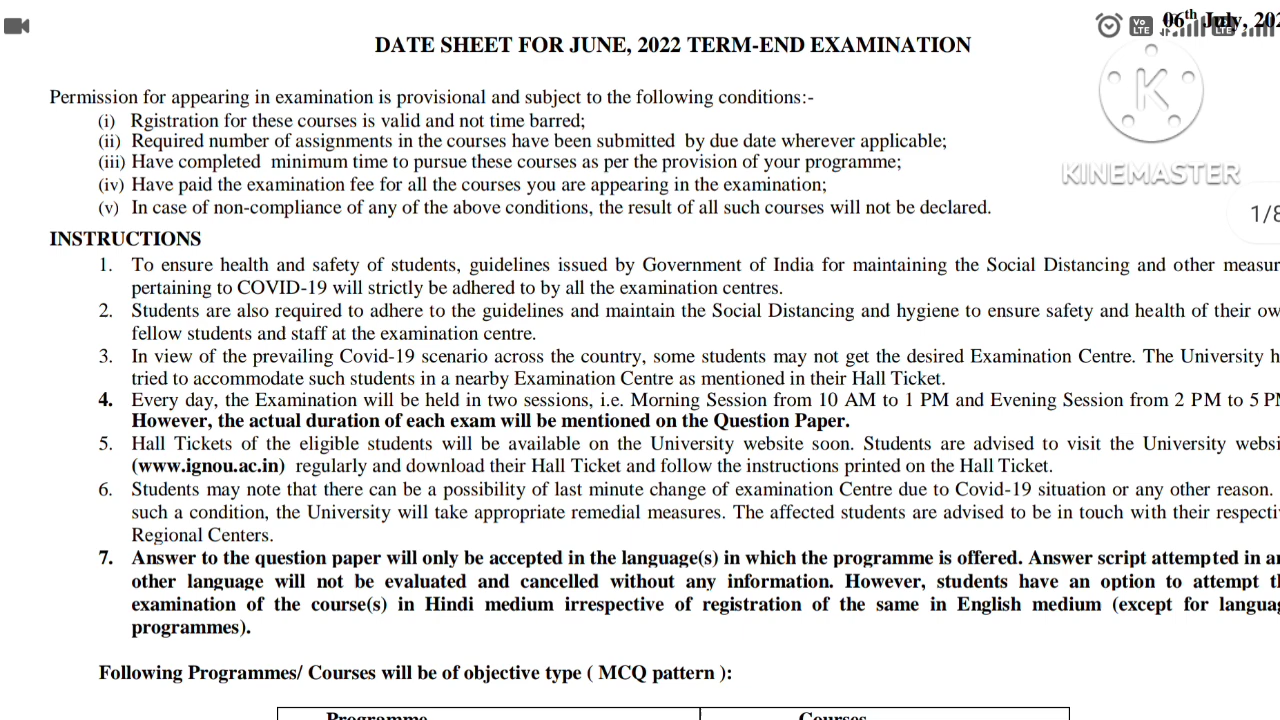 06th July, 202
DATE SHEET FOR JUNE, 2022 TERM-END EXAMINATION
K
KINEMASTER
Permission for appearing in examination is provisional and subject to the following conditions:-
(i) Rgistration for these courses is valid and not time barred;
(ii) Required number of assignments in the courses have been submitted by due date wherever applicable;
(iii) Have completed minimum time to pursue these courses as per the provision of your programme;
(iv) Have paid the examination fee for all the courses you are appearing in the examination;
(v) In case of non-compliance of any of the above conditions, the result of all such courses will not be declared.
1/8
INSTRUCTIONS
1. To ensure health and safety of students, guidelines issued by Government of India for maintaining the Social Distancing and other measur
pertaining to COVID-19 will strictly be adhered to by all the examination centres.
2. Students are also required to adhere to the guidelines and maintain the Social Distancing and hygiene to ensure safety and health of their ow
fellow students and staff at the examination centre.
3. In view of the prevailing Covid-19 scenario across the country, some students may not get the desired Examination Centre. The University h
tried to accommodate such students in a nearby Examination Centre as mentioned in their Hall Ticket.
4. Every day, the Examination will be held in two sessions, i.e. Morning Session from 10 AM to 1 PM and Evening Session from 2 PM to 5 PM
However, the actual duration of each exam will be mentioned on the Question Paper.
5. Hall Tickets of the eligible students will be available on the University website soon. Students are advised to visit the University websi
(www.ignou.ac.in) regularly and download their Hall Ticket and follow the instructions printed on the Hall Ticket.
6. Students may note that there can be a possibility of last minute change of examination Centre due to Covid-19 situation or any other reason.
such a condition, the University will take appropriate remedial measures. The affected students are advised to be in touch with their respecti
Regional Centers.
7. Answer to the question paper will only be accepted in the language(s) in which the programme is offered. Answer script attempted in an
other language will not be evaluated and cancelled without any information. However, students have an option to attempt th
examination of the course(s) in Hindi medium irrespective of registration of the same in English medium (except for languag
programmes).
Following Programmes/ Courses will be of objective type ( MCQ pattern ):
Programme Courses